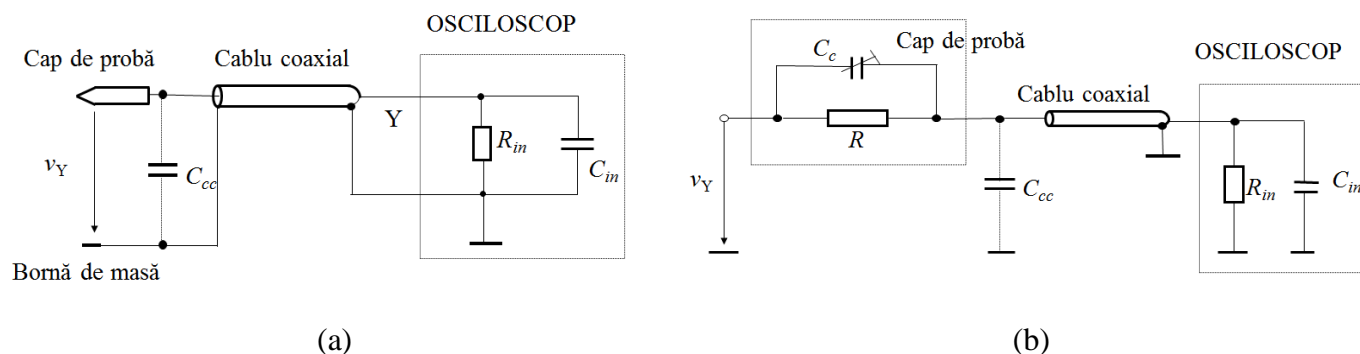 OSCILOSCOP
Cap de probă
Cablu coaxial
Y
R_in
C_in
v_Y
C_cc
Bornă de masă
(a)
C_c
Cap de probă
OSCILOSCOP
Cablu coaxial
R
v_Y
C_cc
R_in
C_in
(b)